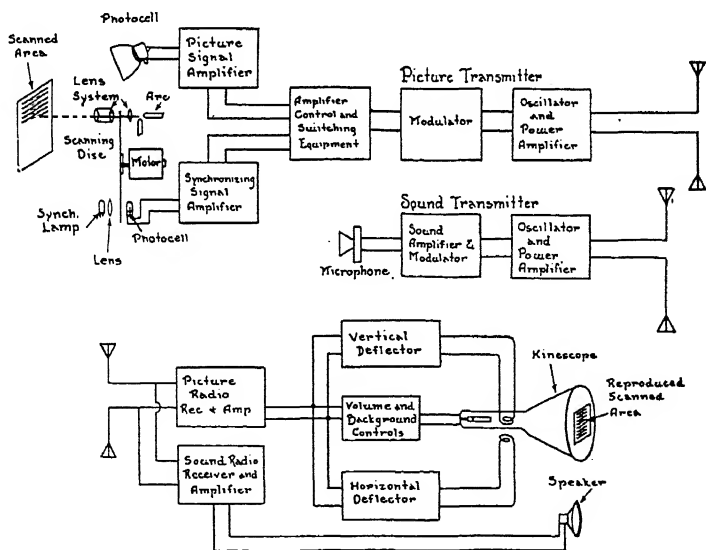 Photocell
Scanned
Area
Lens
System
Arc
Scanning
Disc
Motor
Synch.
Lamp
Lens
Photocell
Picture
Signal
Amplifier
Synchronizing
Signal
Amplifier
Amplifier
Control and
Switching
Equipment
Picture Transmitter
Modulator
Oscillator
and
Power
Amplifier
Sound Transmitter
Microphone
Sound
Amplifier &
Modulator
Oscillator
and
Power
Amplifier
Picture
Radio
Rec & Amp
Sound Radio
Receiver and
Amplifier
Vertical
Deflector
Volume and
Background
Controls
Horizontal
Deflector
Kinescope
Reproduced
Scanned
Area
Speaker